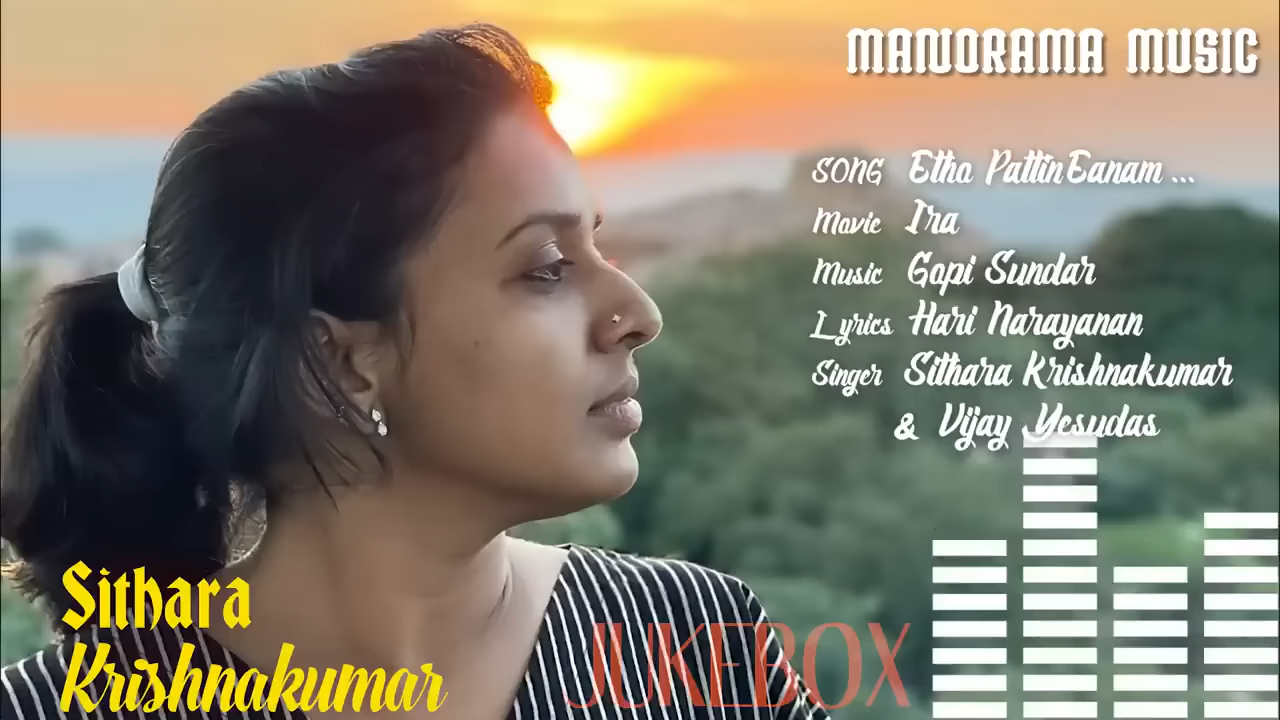 MANORAMA MUSIC
SONG Etho PattinEanam ...
Movie Ira
Music Gopi Sundar
Lyrics Hari Narayanan
Singer Sithara Krishnakumar
& Vijay Yesudas
Sithara
Krishnakumar
JUKEBOX